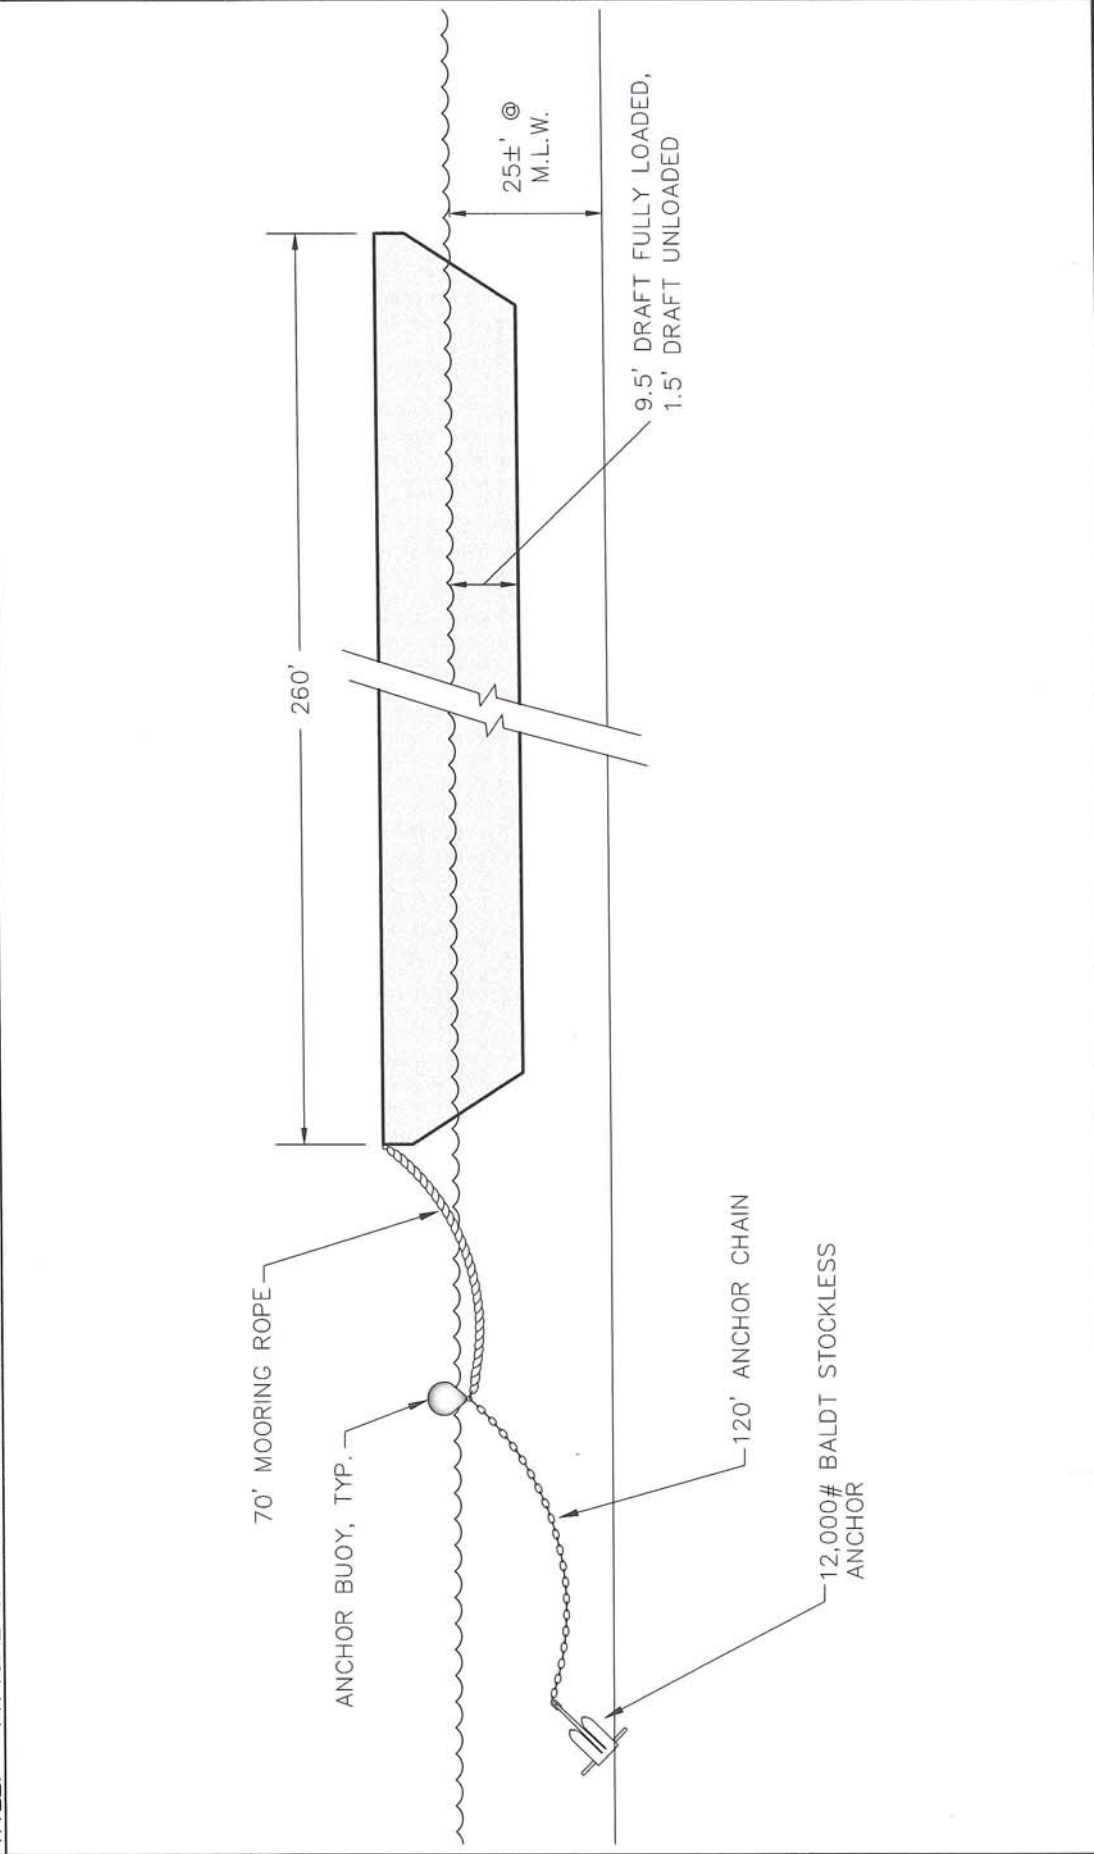 260'
70' MOORING ROPE
ANCHOR BUOY, TYP.
25±' @
M.L.W.
9.5' DRAFT FULLY LOADED,
1.5' DRAFT UNLOADED
120' ANCHOR CHAIN
12,000# BALDT STOCKLESS
ANCHOR